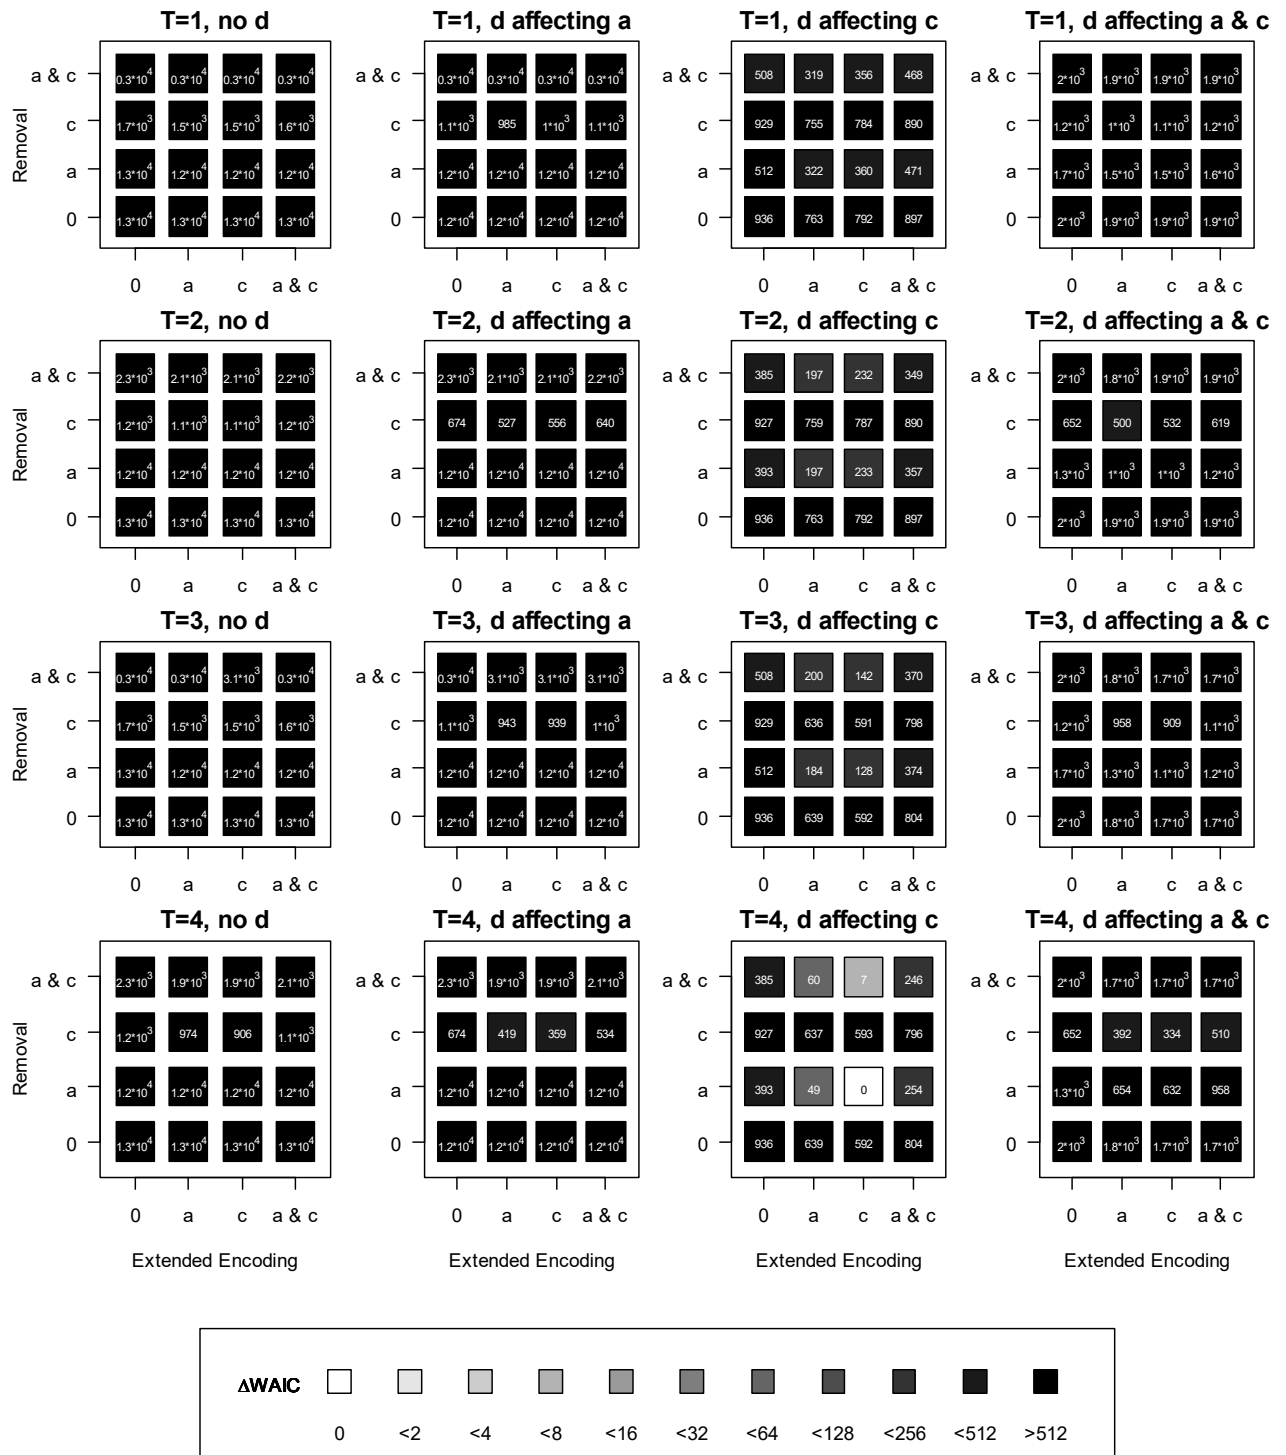 T=1, no d T=1, d affecting a T=1, d affecting c T=1, d affecting a & c
Removal
a & c 0.3*10^4 0.3*10^4 0.3*10^4 0.3*10^4 a & c 0.3*10^4 0.3*10^4 0.3*10^4 0.3*10^4 a & c 508 319 356 468 a & c 2*10^3 1.9*10^3 1.9*10^3 1.9*10^3
c 1.7*10^3 1.5*10^3 1.5*10^3 1.6*10^3 c 1.1*10^3 985 1*10^3 1.1*10^3 c 929 755 784 890 c 1.2*10^3 1*10^3 1.1*10^3 1.2*10^3
a 1.3*10^4 1.2*10^4 1.2*10^4 1.2*10^4 a 1.2*10^4 1.2*10^4 1.2*10^4 1.2*10^4 a 512 322 360 471 a 1.7*10^3 1.5*10^3 1.5*10^3 1.6*10^3
0 1.3*10^4 1.3*10^4 1.3*10^4 1.3*10^4 0 1.2*10^4 1.2*10^4 1.2*10^4 1.2*10^4 0 936 763 792 897 0 2*10^3 1.9*10^3 1.9*10^3 1.9*10^3
0 a c a & c 0 a c a & c 0 a c a & c 0 a c a & c
T=2, no d T=2, d affecting a T=2, d affecting c T=2, d affecting a & c
Removal
a & c 2.3*10^3 2.1*10^3 2.1*10^3 2.2*10^3 a & c 2.3*10^3 2.1*10^3 2.1*10^3 2.2*10^3 a & c 385 197 232 349 a & c 2*10^3 1.8*10^3 1.9*10^3 1.9*10^3
c 1.2*10^3 1.1*10^3 1.1*10^3 1.2*10^3 c 674 527 556 640 c 927 759 787 890 c 652 500 532 619
a 1.2*10^4 1.2*10^4 1.2*10^4 1.2*10^4 a 1.2*10^4 1.2*10^4 1.2*10^4 1.2*10^4 a 393 197 233 357 a 1.3*10^3 1*10^3 1*10^3 1.2*10^3
0 1.3*10^4 1.3*10^4 1.3*10^4 1.3*10^4 0 1.2*10^4 1.2*10^4 1.2*10^4 1.2*10^4 0 936 763 792 897 0 2*10^3 1.9*10^3 1.9*10^3 1.9*10^3
0 a c a & c 0 a c a & c 0 a c a & c 0 a c a & c
T=3, no d T=3, d affecting a T=3, d affecting c T=3, d affecting a & c
Removal
a & c 0.3*10^4 0.3*10^4 3.1*10^3 0.3*10^4 a & c 0.3*10^4 3.1*10^3 3.1*10^3 3.1*10^3 a & c 508 200 142 370 a & c 2*10^3 1.8*10^3 1.7*10^3 1.7*10^3
c 1.7*10^3 1.5*10^3 1.5*10^3 1.6*10^3 c 1.1*10^3 943 939 1*10^3 c 929 636 591 798 c 1.2*10^3 958 909 1.1*10^3
a 1.3*10^4 1.2*10^4 1.2*10^4 1.2*10^4 a 1.2*10^4 1.2*10^4 1.2*10^4 1.2*10^4 a 512 184 128 374 a 1.7*10^3 1.3*10^3 1.1*10^3 1.2*10^3
0 1.3*10^4 1.3*10^4 1.3*10^4 1.3*10^4 0 1.2*10^4 1.2*10^4 1.2*10^4 1.2*10^4 0 936 639 592 804 0 2*10^3 1.8*10^3 1.7*10^3 1.7*10^3
0 a c a & c 0 a c a & c 0 a c a & c 0 a c a & c
T=4, no d T=4, d affecting a T=4, d affecting c T=4, d affecting a & c
Removal
a & c 2.3*10^3 1.9*10^3 1.9*10^3 2.1*10^3 a & c 2.3*10^3 1.9*10^3 1.9*10^3 2.1*10^3 a & c 385 60 7 246 a & c 2*10^3 1.7*10^3 1.7*10^3 1.7*10^3
c 1.2*10^3 974 906 1.1*10^3 c 674 419 359 534 c 927 637 593 796 c 652 392 334 510
a 1.2*10^4 1.2*10^4 1.2*10^4 1.2*10^4 a 1.2*10^4 1.2*10^4 1.2*10^4 1.2*10^4 a 393 49 0 254 a 1.3*10^3 654 632 958
0 1.3*10^4 1.3*10^4 1.3*10^4 1.3*10^4 0 1.2*10^4 1.2*10^4 1.2*10^4 1.2*10^4 0 936 639 592 804 0 2*10^3 1.8*10^3 1.7*10^3 1.7*10^3
0 a c a & c 0 a c a & c 0 a c a & c 0 a c a & c
Extended Encoding Extended Encoding Extended Encoding Extended Encoding
ΔWAIC
0 <2 <4 <8 <16 <32 <64 <128 <256 <512 >512